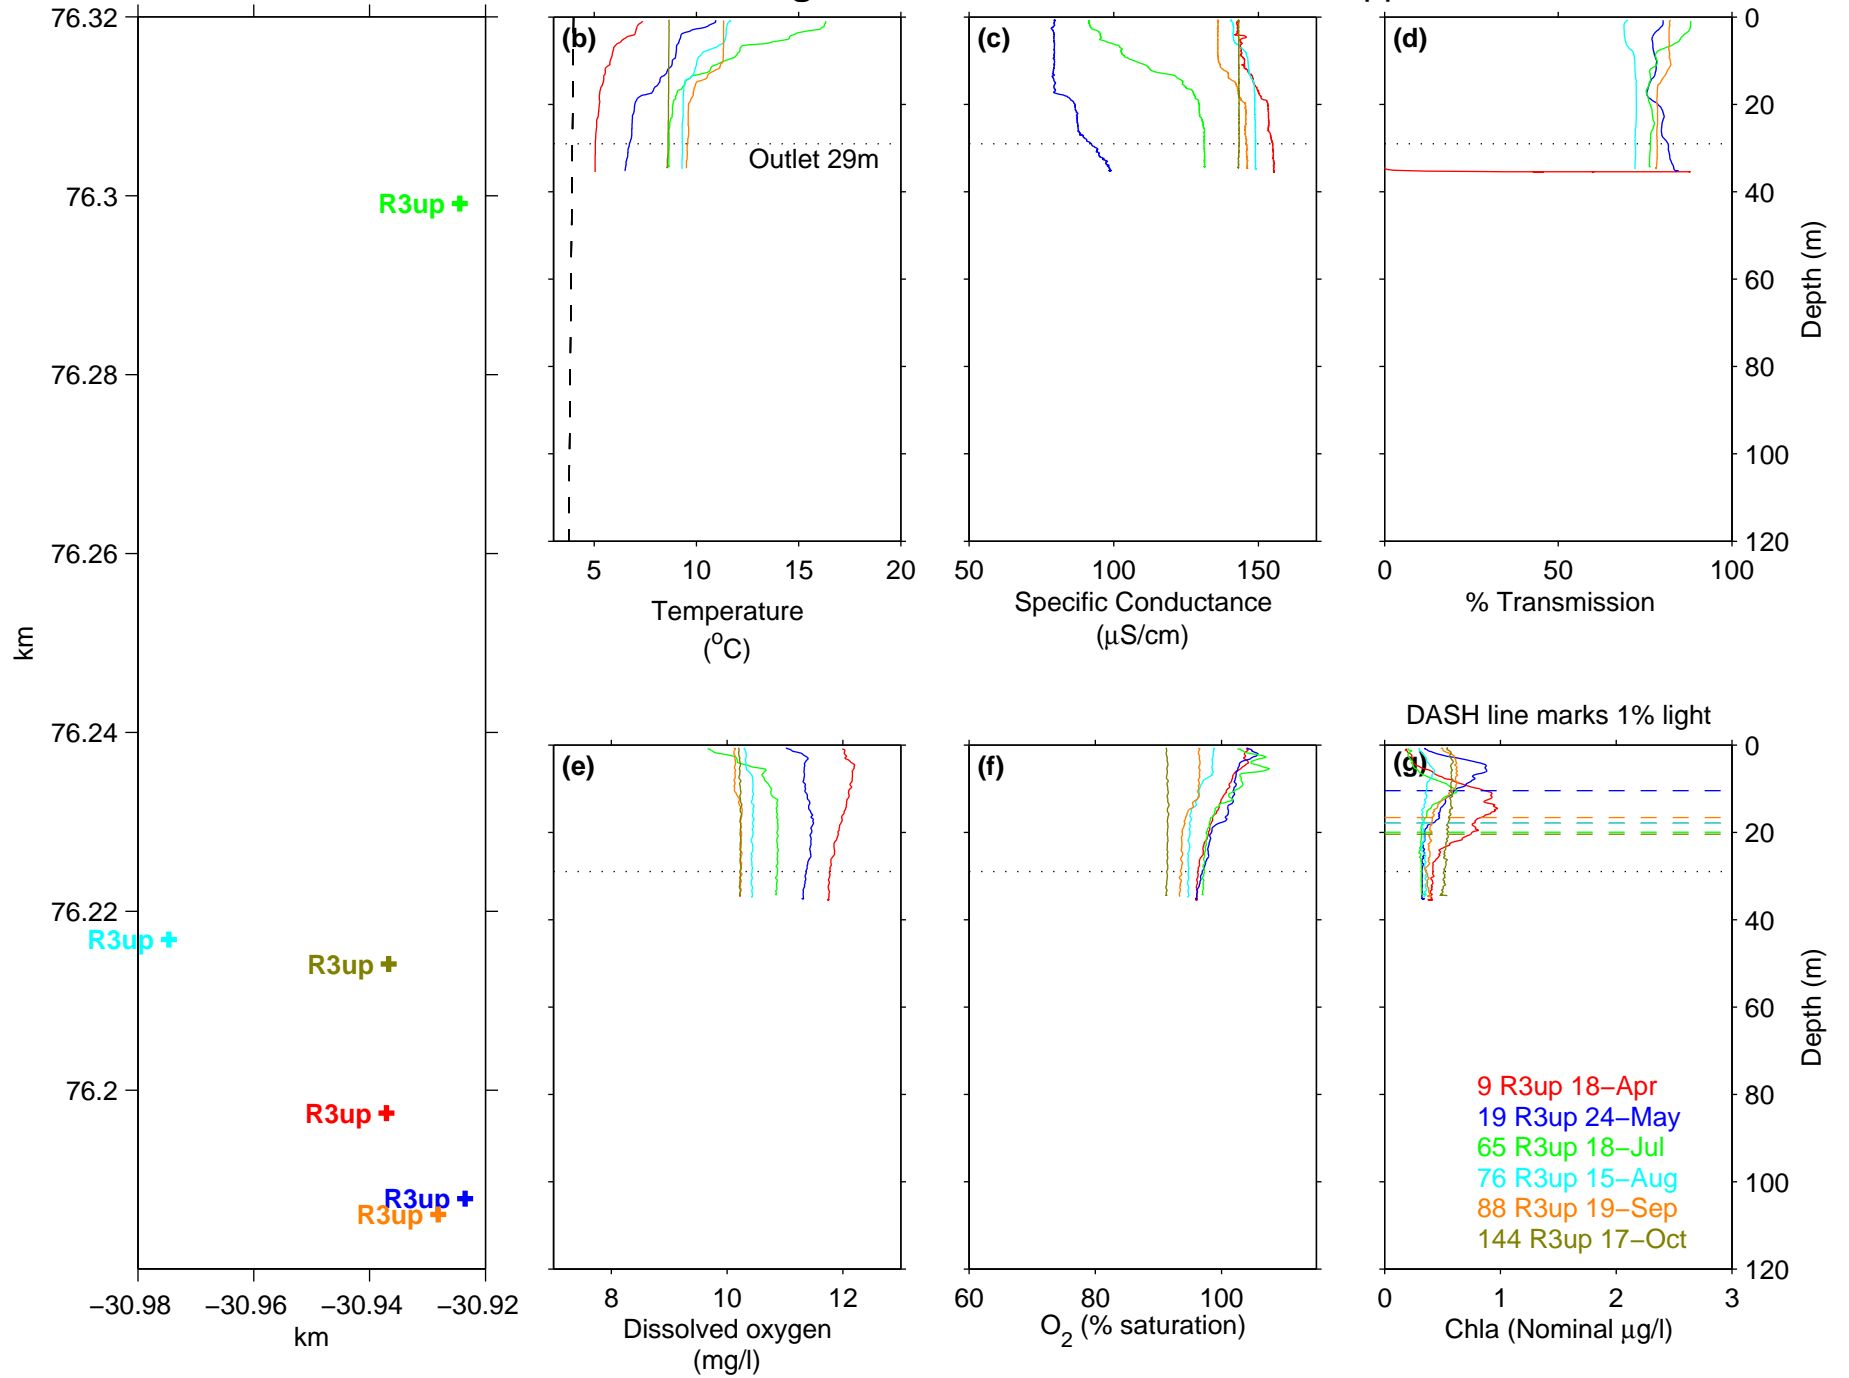 76.32
76.3
76.28
76.26
76.24
76.22
76.2
km
−30.98 −30.96 −30.94 −30.92
km
R3up
R3up
R3up
R3up
R3up
R3up
(b)
Outlet 29m
5 10 15 20
Temperature
(°C)
(c)
50 100 150
Specific Conductance
(μS/cm)
(d)
0 50 100
% Transmission
0
20
40
60
80
100
120
Depth (m)
(e)
8 10 12
Dissolved oxygen
(mg/l)
(f)
60 80 100
O2 (% saturation)
DASH line marks 1% light
(g)
9 R3up 18−Apr
19 R3up 24−May
65 R3up 18−Jul
76 R3up 15−Aug
88 R3up 19−Sep
144 R3up 17−Oct
0 1 2 3
Chla (Nominal μg/l)
0
20
40
60
80
100
120
Depth (m)